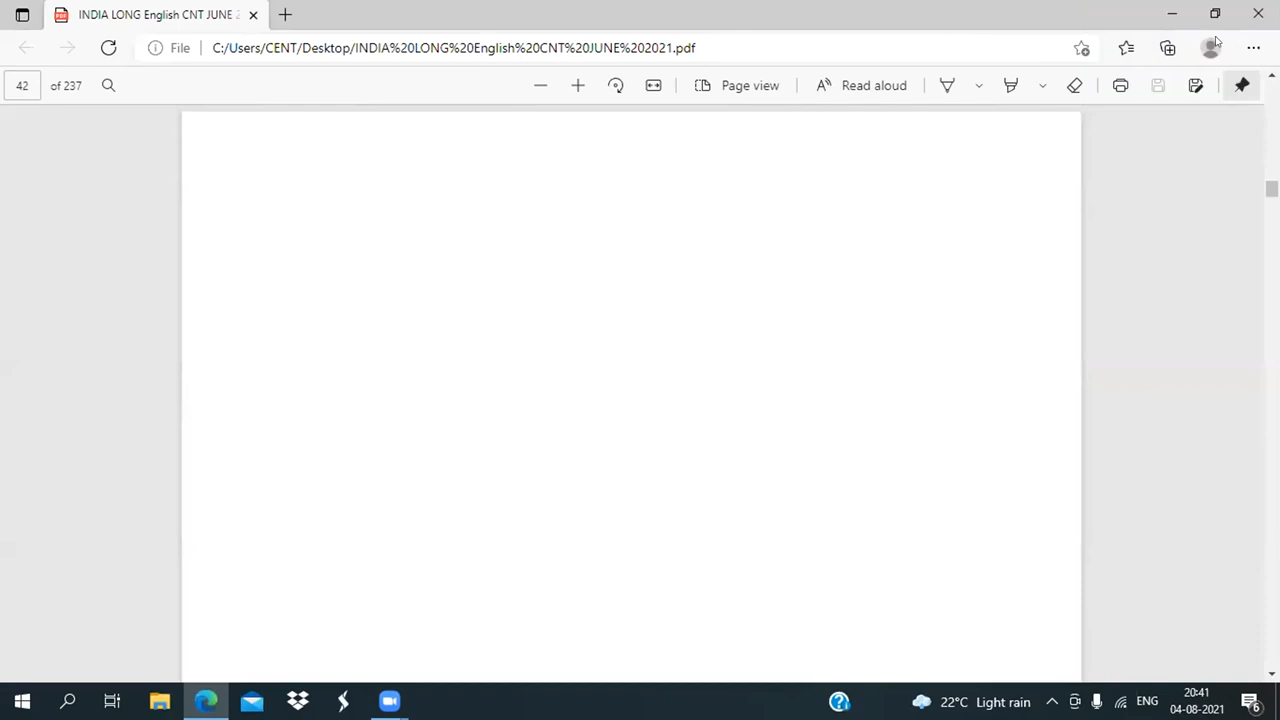 INDIA LONG English CNT JUNE 2
File
C:/Users/CENT/Desktop/INDIA%20LONG%20English%20CNT%20JUNE%202021.pdf
42 of 237
Page view
Read aloud
PDF
22°C Light rain
ENG
20:41
04-08-2021
6